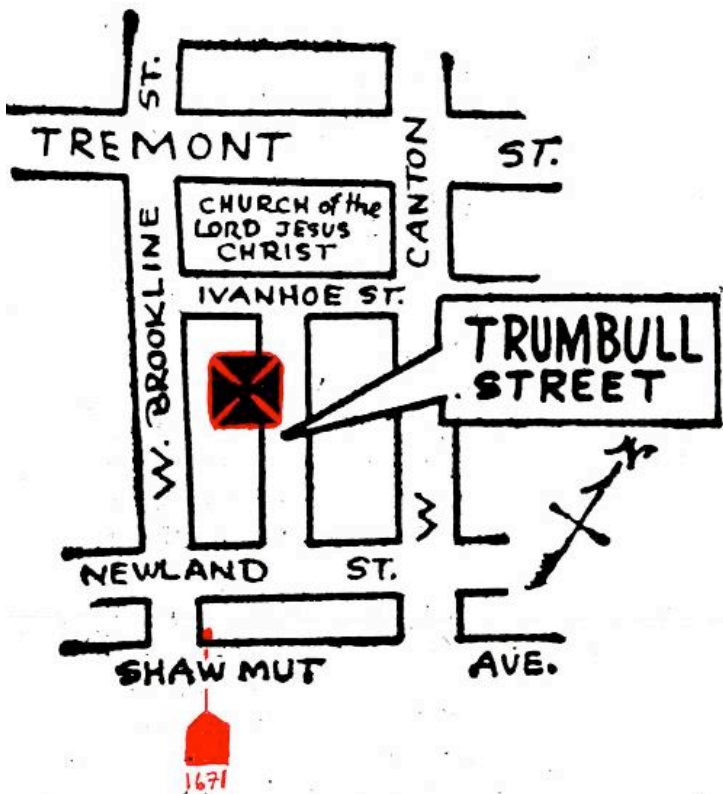 ST.
TREMONT ST.
CANTON
CHURCH of the
LORD JESUS
CHRIST
IVANHOE ST.
W. BROOKLINE
TRUMBULL
STREET
N
W
NEWLAND ST.
SHAWMUT AVE.
1671